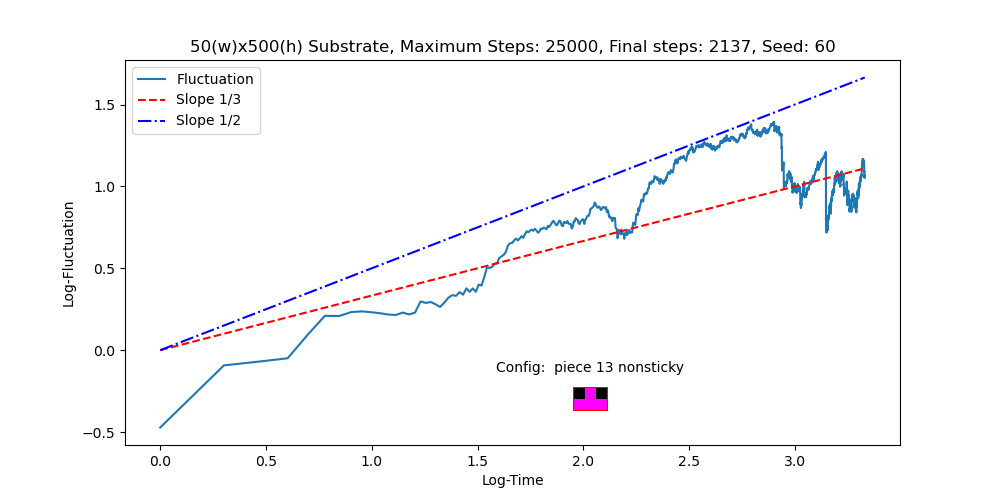 50(w)x500(h) Substrate, Maximum Steps: 25000, Final steps: 2137, Seed: 60
Fluctuation
Slope 1/3
Slope 1/2
1.5
1.0
0.5
0.0
−0.5
Log-Fluctuation
Config:  piece 13 nonsticky
0.0 0.5 1.0 1.5 2.0 2.5 3.0
Log-Time